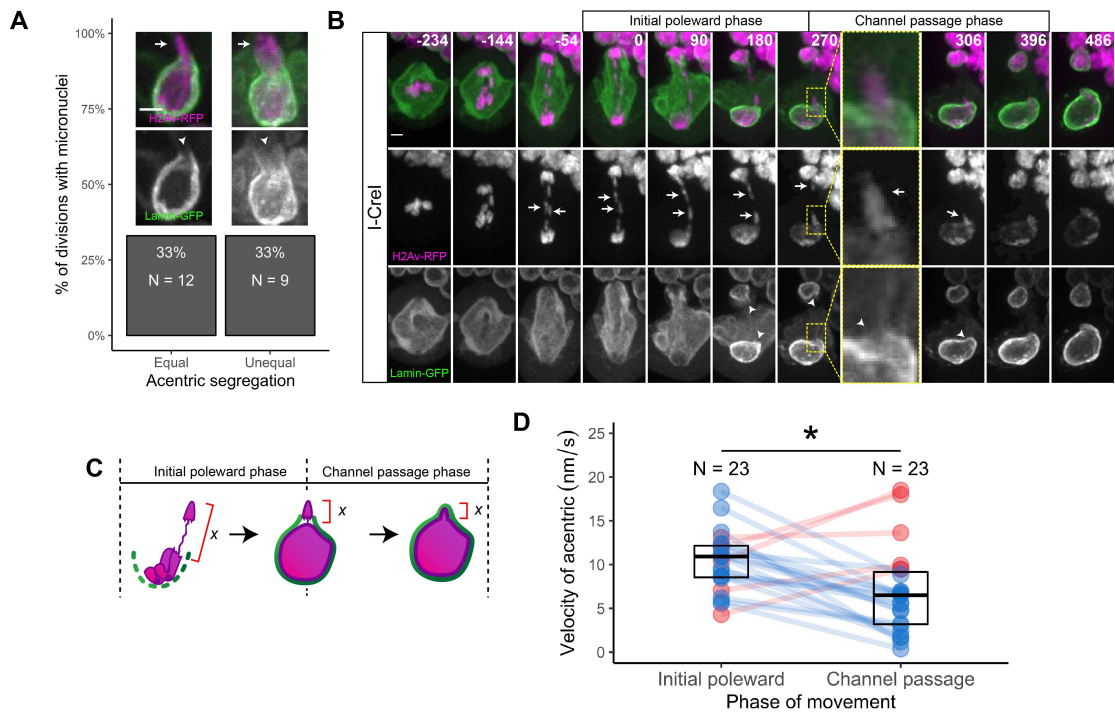 A
% of divisions with micronuclei
100%
75%
50%
25%
0%
H2Av-RFP
Lamin-GFP
33%
N = 12
33%
N = 9
Equal
Unequal
Acentric segregation
B
Initial poleward phase
Channel passage phase
-234
-144
-54
0
90
180
270
306
396
486
I-CreI
H2Av-RFP
Lamin-GFP
C
Initial poleward phase
Channel passage phase
x
x
x
D
Velocity of acentric (nm/s)
25
20
15
10
5
0
*
N = 23
N = 23
Initial poleward
Channel passage
Phase of movement